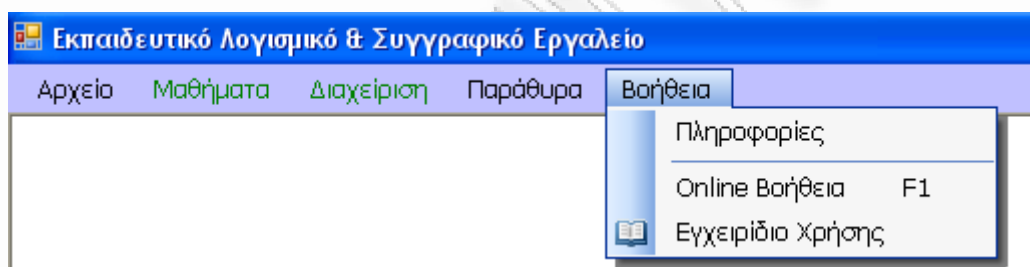 Εκπαιδευτικό Λογισμικό & Συγγραφικό Εργαλείο
Αρχείο Μαθήματα Διαχείριση Παράθυρα Βοήθεια
Πληροφορίες
Online Βοήθεια F1
Εγχειρίδιο Χρήσης